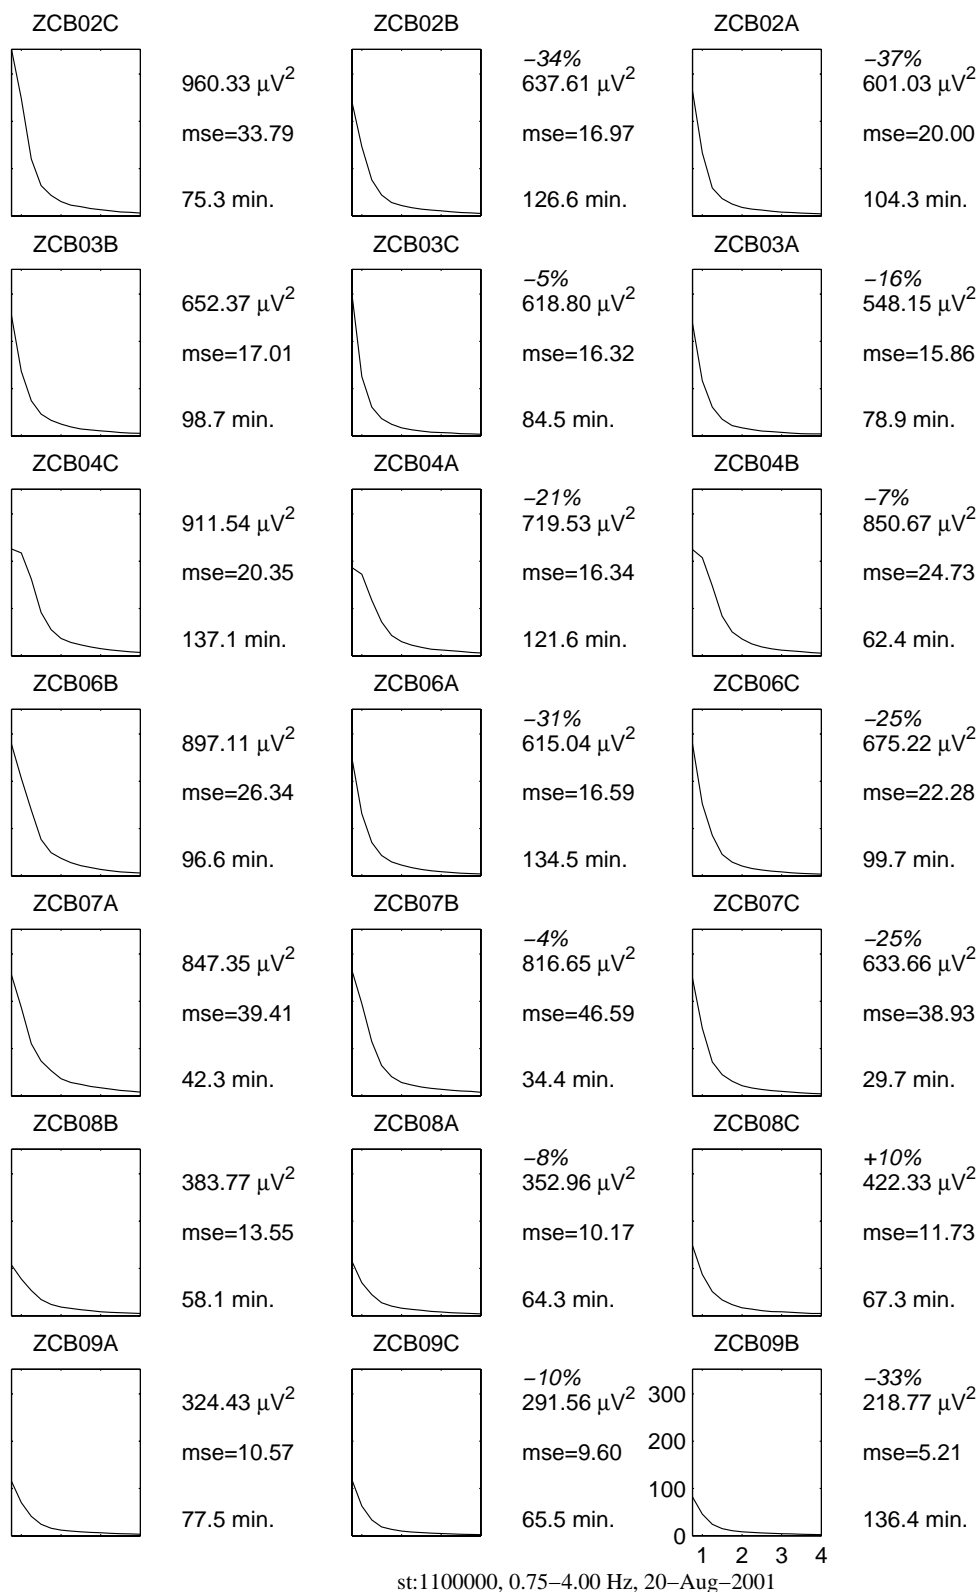 ZCB02C ZCB02B ZCB02A
−34% −37%
960.33 μV2 637.61 μV2 601.03 μV2
mse=33.79 mse=16.97 mse=20.00
75.3 min. 126.6 min. 104.3 min.
ZCB03B ZCB03C ZCB03A
−5% −16%
652.37 μV2 618.80 μV2 548.15 μV2
mse=17.01 mse=16.32 mse=15.86
98.7 min. 84.5 min. 78.9 min.
ZCB04C ZCB04A ZCB04B
−21% −7%
911.54 μV2 719.53 μV2 850.67 μV2
mse=20.35 mse=16.34 mse=24.73
137.1 min. 121.6 min. 62.4 min.
ZCB06B ZCB06A ZCB06C
−31% −25%
897.11 μV2 615.04 μV2 675.22 μV2
mse=26.34 mse=16.59 mse=22.28
96.6 min. 134.5 min. 99.7 min.
ZCB07A ZCB07B ZCB07C
−4% −25%
847.35 μV2 816.65 μV2 633.66 μV2
mse=39.41 mse=46.59 mse=38.93
42.3 min. 34.4 min. 29.7 min.
ZCB08B ZCB08A ZCB08C
−8% +10%
383.77 μV2 352.96 μV2 422.33 μV2
mse=13.55 mse=10.17 mse=11.73
58.1 min. 64.3 min. 67.3 min.
ZCB09A ZCB09C ZCB09B
−10% −33%
324.43 μV2 291.56 μV2 300 218.77 μV2
200
mse=10.57 mse=9.60 mse=5.21
100
77.5 min. 65.5 min. 136.4 min.
0
1 2 3 4
st:1100000, 0.75−4.00 Hz, 20−Aug−2001